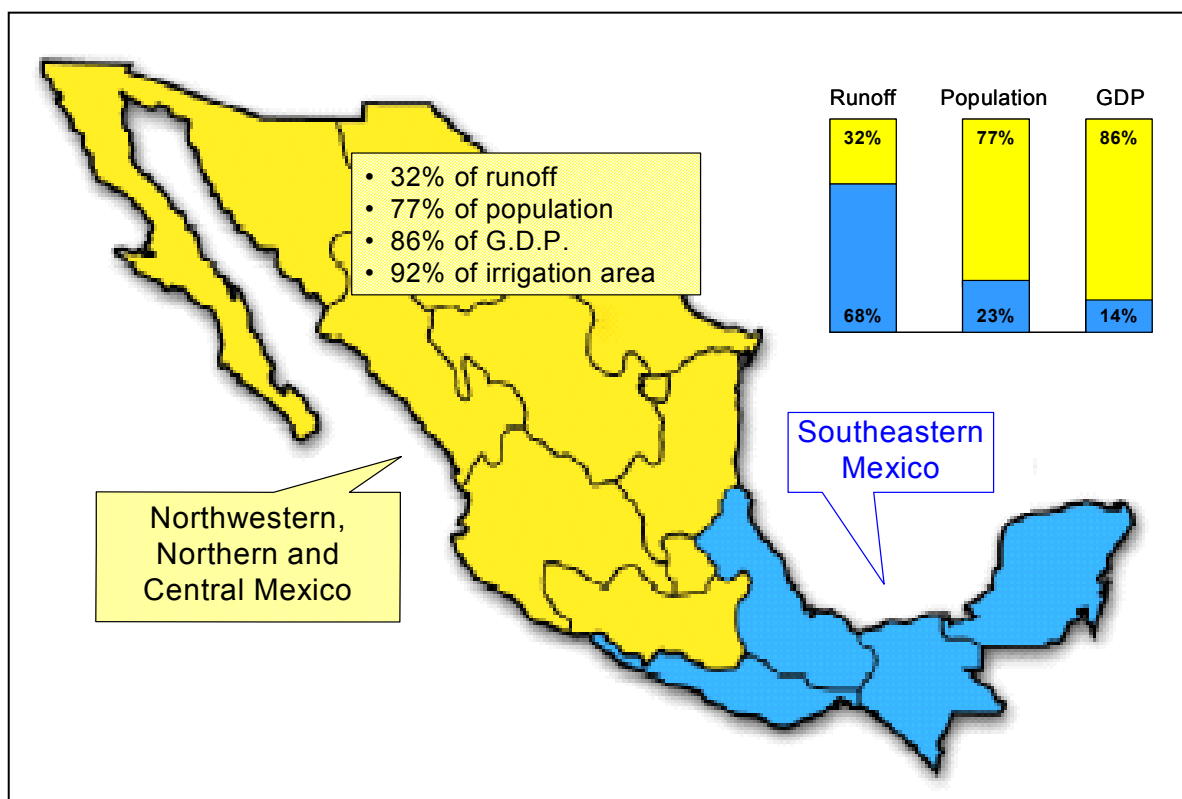 Runoff Population GDP
32% 77% 86%
• 32% of runoff
• 77% of population
• 86% of G.D.P.
• 92% of irrigation area
68% 23% 14%
Southeastern
Mexico
Northwestern,
Northern and
Central Mexico